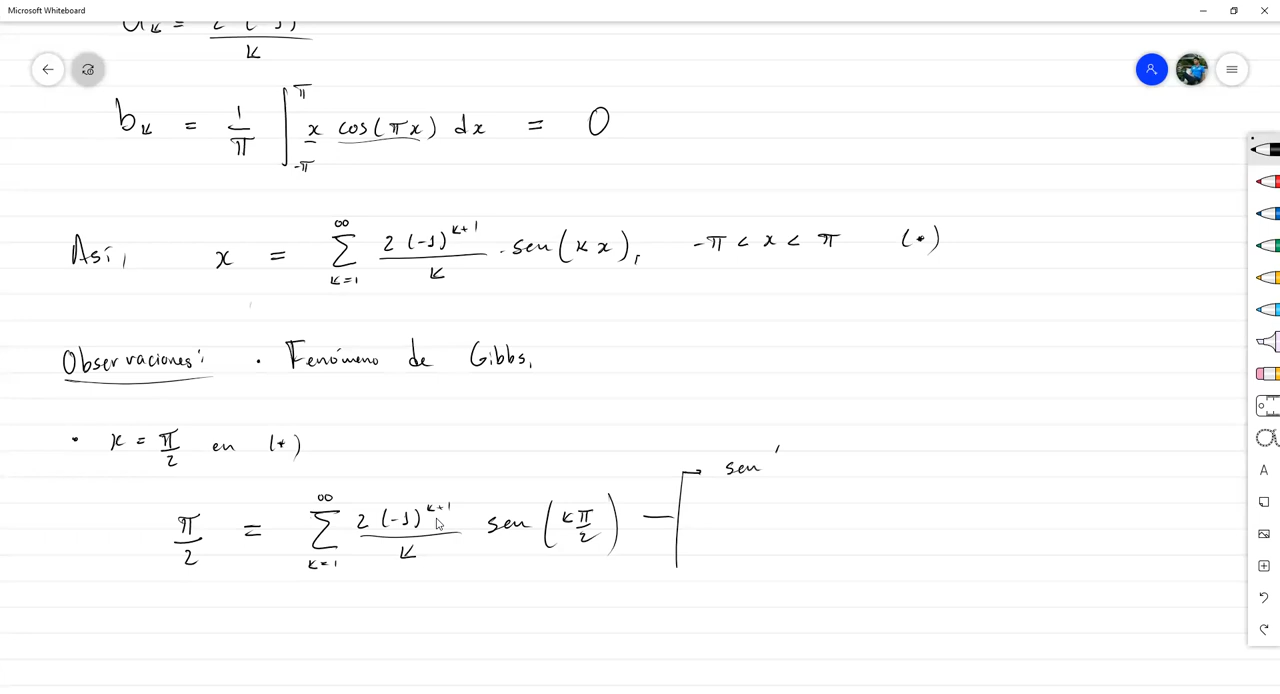 Microsoft Whiteboard
k
b_k = 1/π ∫_{-π}^{π} x cos(πx) dx = 0
Así, x = ∑_{k=1}^{∞} 2(-1)^{k+1}/k · sen(kx), -π < x < π (*)
Observaciones: · Fenómeno de Gibbs,
· x = π/2 en (*)
sen
π/2 = ∑_{k=1}^{∞} 2(-1)^{k+1}/k sen(kπ/2)
A